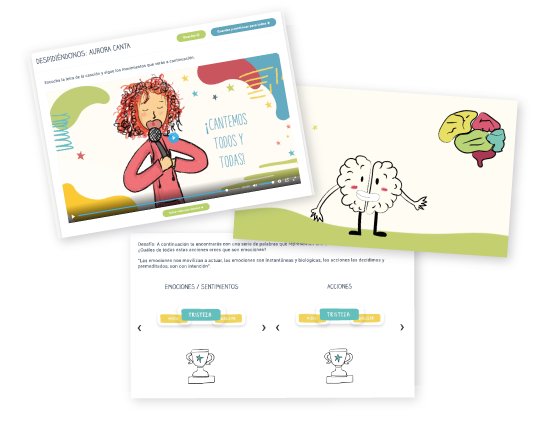 DESPIDIÉNDONOS: AURORA CANTA
Escucha la letra de la canción y sigue los movimientos que verás a continuación.
¡CANTEMOS
TODOS Y
TODAS!
Desafío: A continuación te encontrarás con una serie de palabras que
¿Cuáles de todas estas acciones crees que son emociones?
"Las emociones nos movilizan a actuar, las emociones son instantáneas y biológicas, las acciones las decidimos y
premeditadas, son con intención".
EMOCIONES / SENTIMIENTOS
ACCIONES
TRISTEZA
TRISTEZA